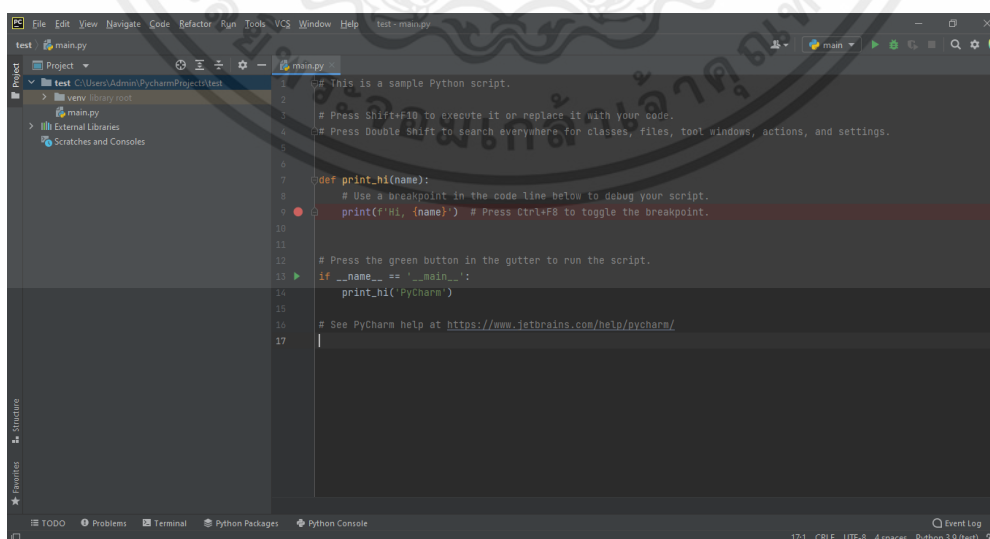 PC File Edit View Navigate Code Refactor Run Tools VCS Window Help test - main.py
test main.py main
Project main.py
Project
test C:\Users\Admin\PycharmProjects\test
venv library root
main.py
External Libraries
Scratches and Consoles
1 # This is a sample Python script.
2
3 # Press Shift+F10 to execute it or replace it with your code.
4 # Press Double Shift to search everywhere for classes, files, tool windows, actions, and settings.
5
6
7 def print_hi(name):
8 # Use a breakpoint in the code line below to debug your script.
9 print(f'Hi, {name}') # Press Ctrl+F8 to toggle the breakpoint.
10
11
12 # Press the green button in the gutter to run the script.
13 if __name__ == '__main__':
14 print_hi('PyCharm')
15
16 # See PyCharm help at https://www.jetbrains.com/help/pycharm/
17
Structure
Favorites
TODO Problems Terminal Python Packages Python Console Event Log
17:1 CRLF UTF-8 4 spaces Python 3.9 (test)